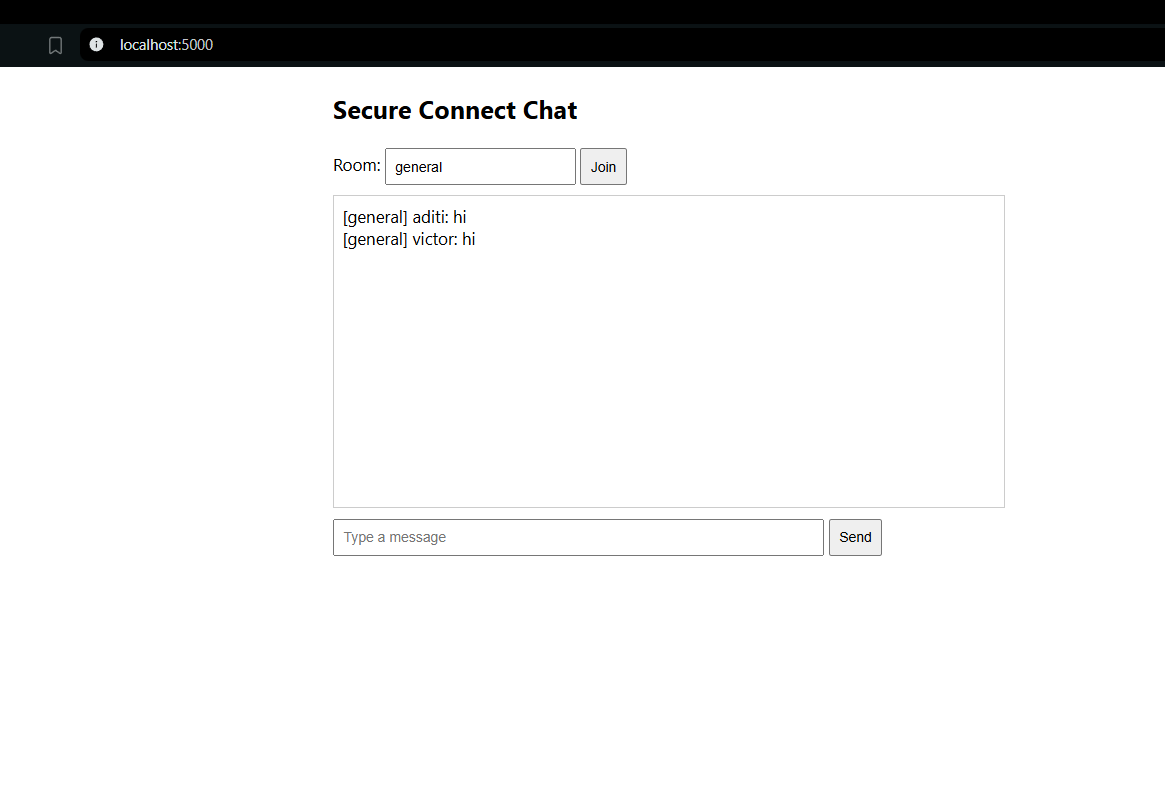 localhost:5000
Secure Connect Chat
Room: general Join
[general] aditi: hi
[general] victor: hi
Type a message Send